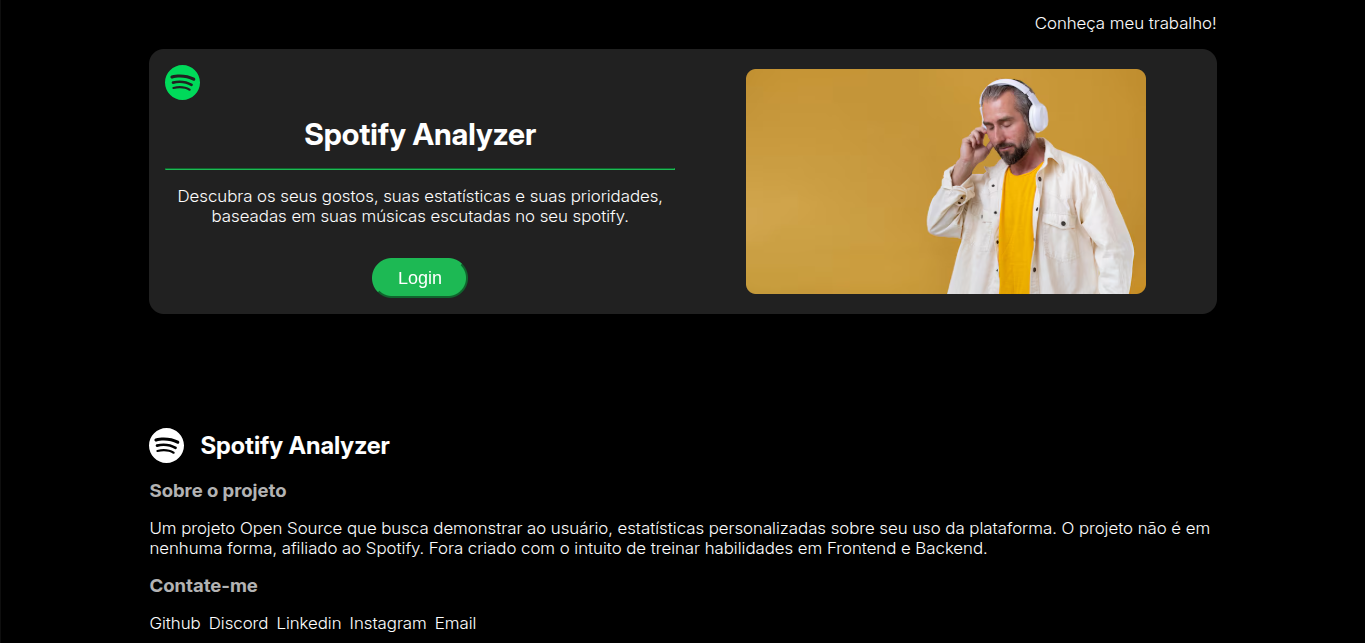 Conheça meu trabalho!
Spotify Analyzer
Descubra os seus gostos, suas estatísticas e suas prioridades,
baseadas em suas músicas escutadas no seu spotify.
Login
Spotify Analyzer
Sobre o projeto
Um projeto Open Source que busca demonstrar ao usuário, estatísticas personalizadas sobre seu uso da plataforma. O projeto não é em
nenhuma forma, afiliado ao Spotify. Fora criado com o intuito de treinar habilidades em Frontend e Backend.
Contate-me
Github Discord Linkedin Instagram Email